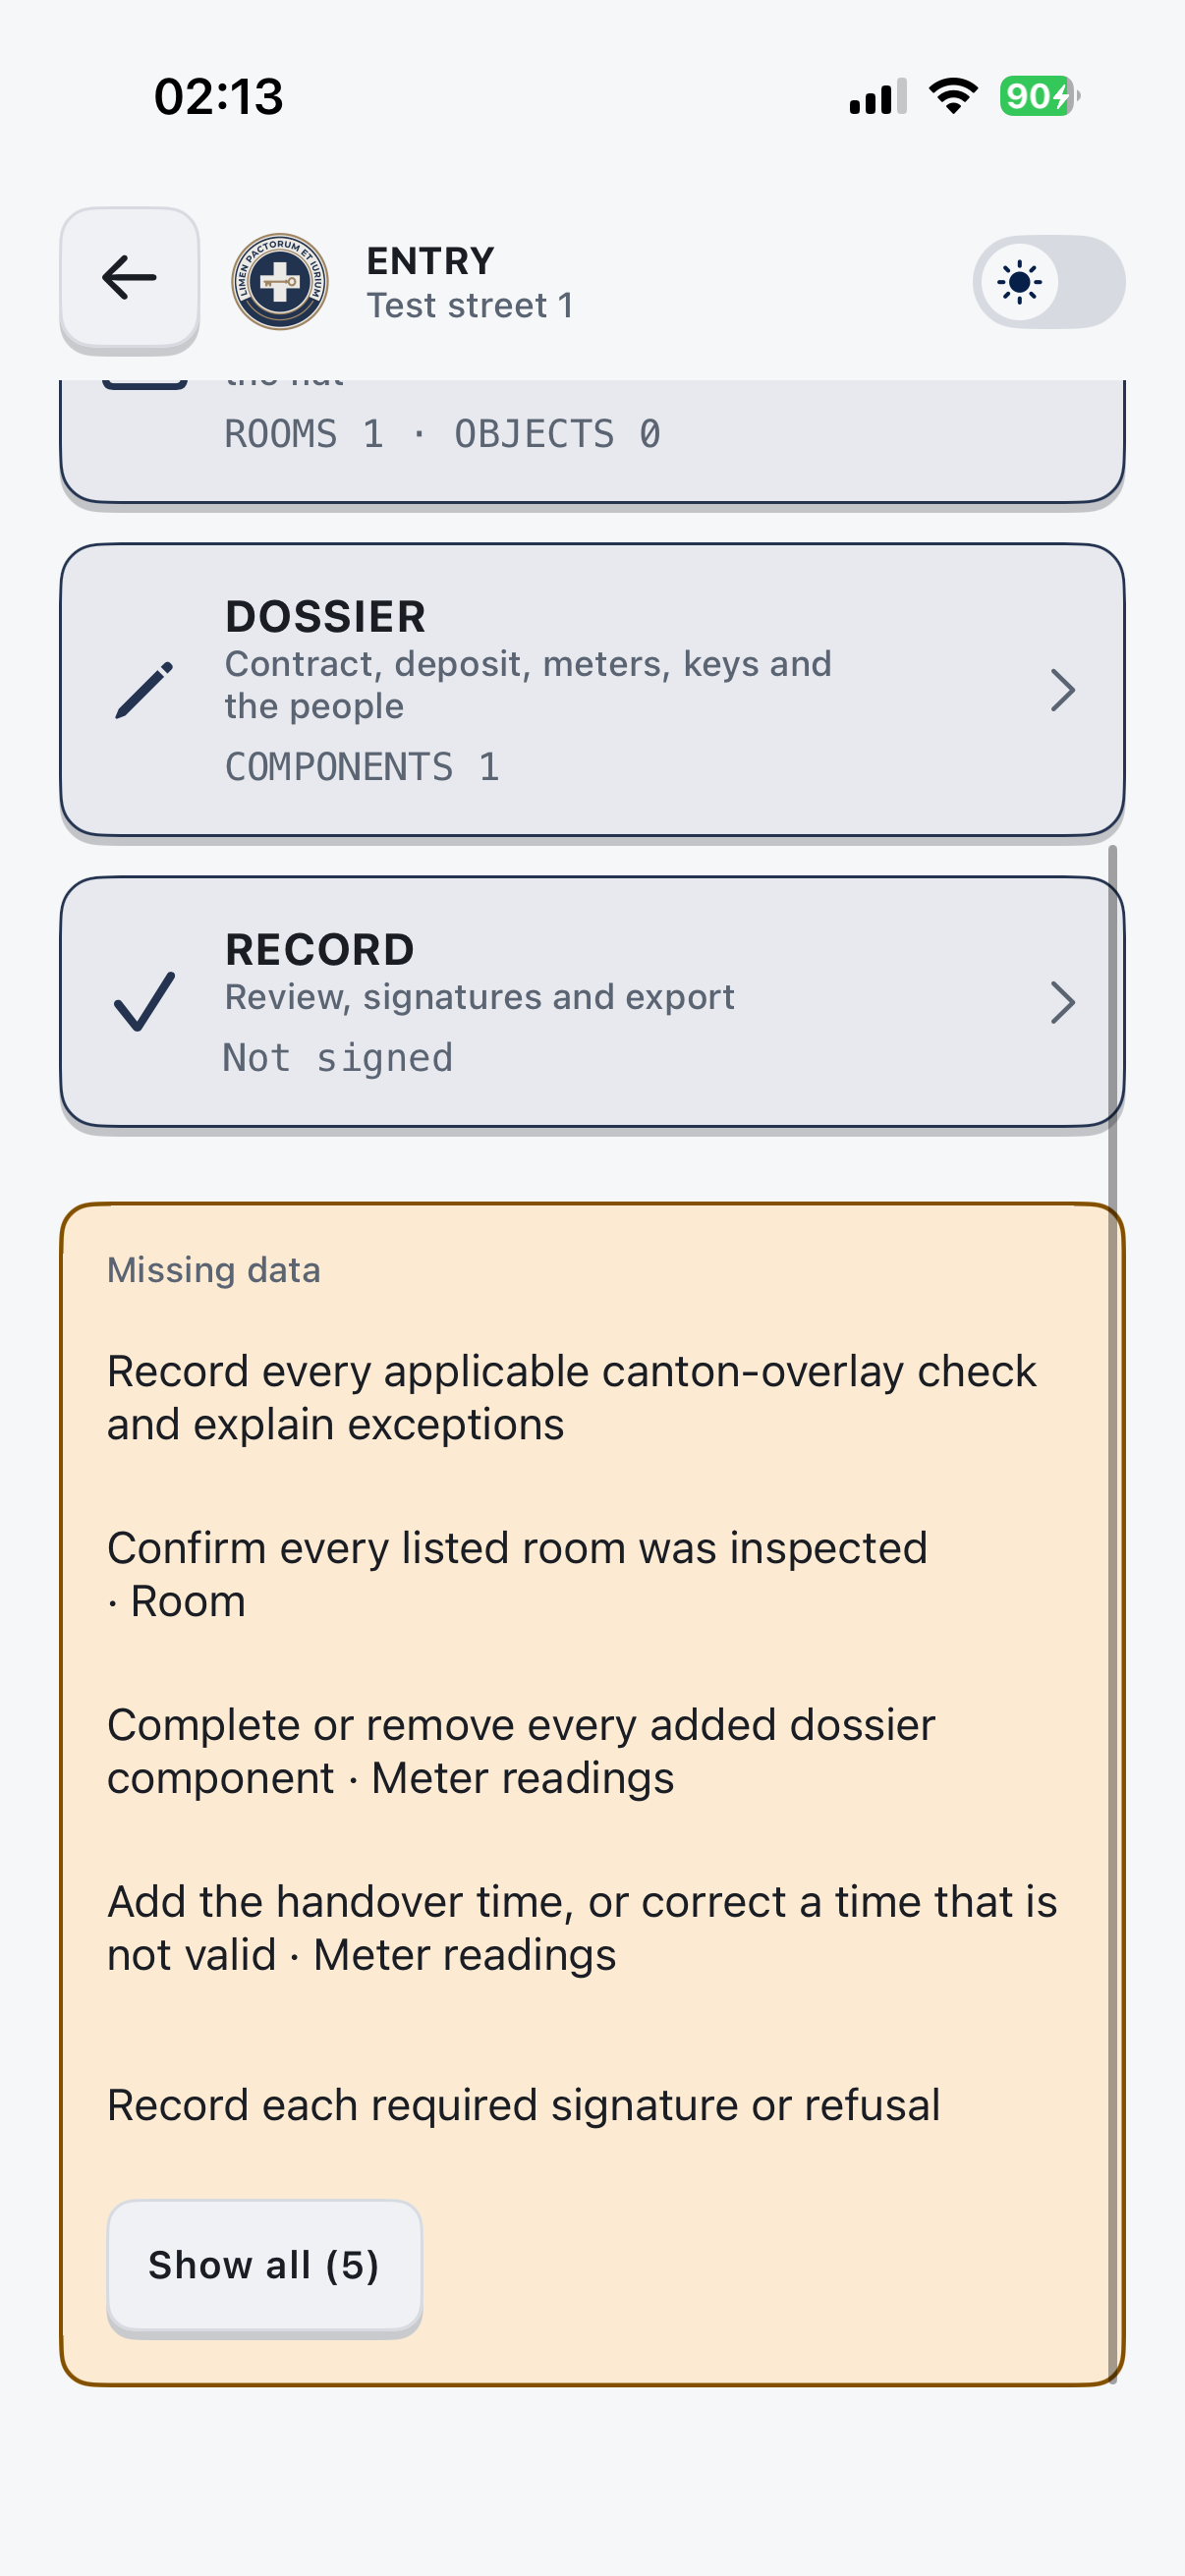 02:13
90
LIMEN PACTORUM ET IURIUM
ENTRY
Test street 1
ROOMS 1 · OBJECTS 0
DOSSIER
Contract, deposit, meters, keys and
the people
COMPONENTS 1
RECORD
Review, signatures and export
Not signed
Missing data
Record every applicable canton-overlay check
and explain exceptions
Confirm every listed room was inspected
· Room
Complete or remove every added dossier
component · Meter readings
Add the handover time, or correct a time that is
not valid · Meter readings
Record each required signature or refusal
Show all (5)